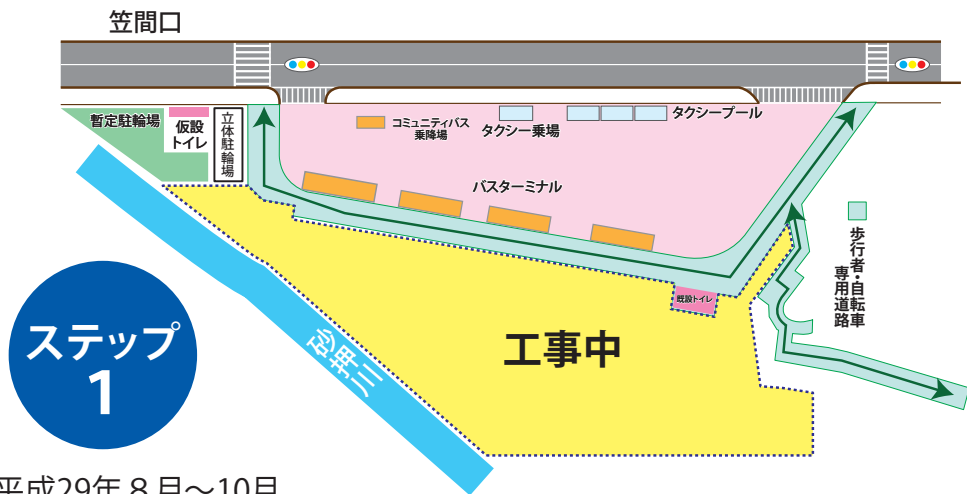 笠間口
暫定駐輪場
仮設
トイレ
立体駐輪場
コミュニティバス
乗降場
タクシー乗場
タクシープール
バスターミナル
歩行者・自転車
専用道路
既設トイレ
工事中
砂押川
ステップ
1
平成29年8月~10月